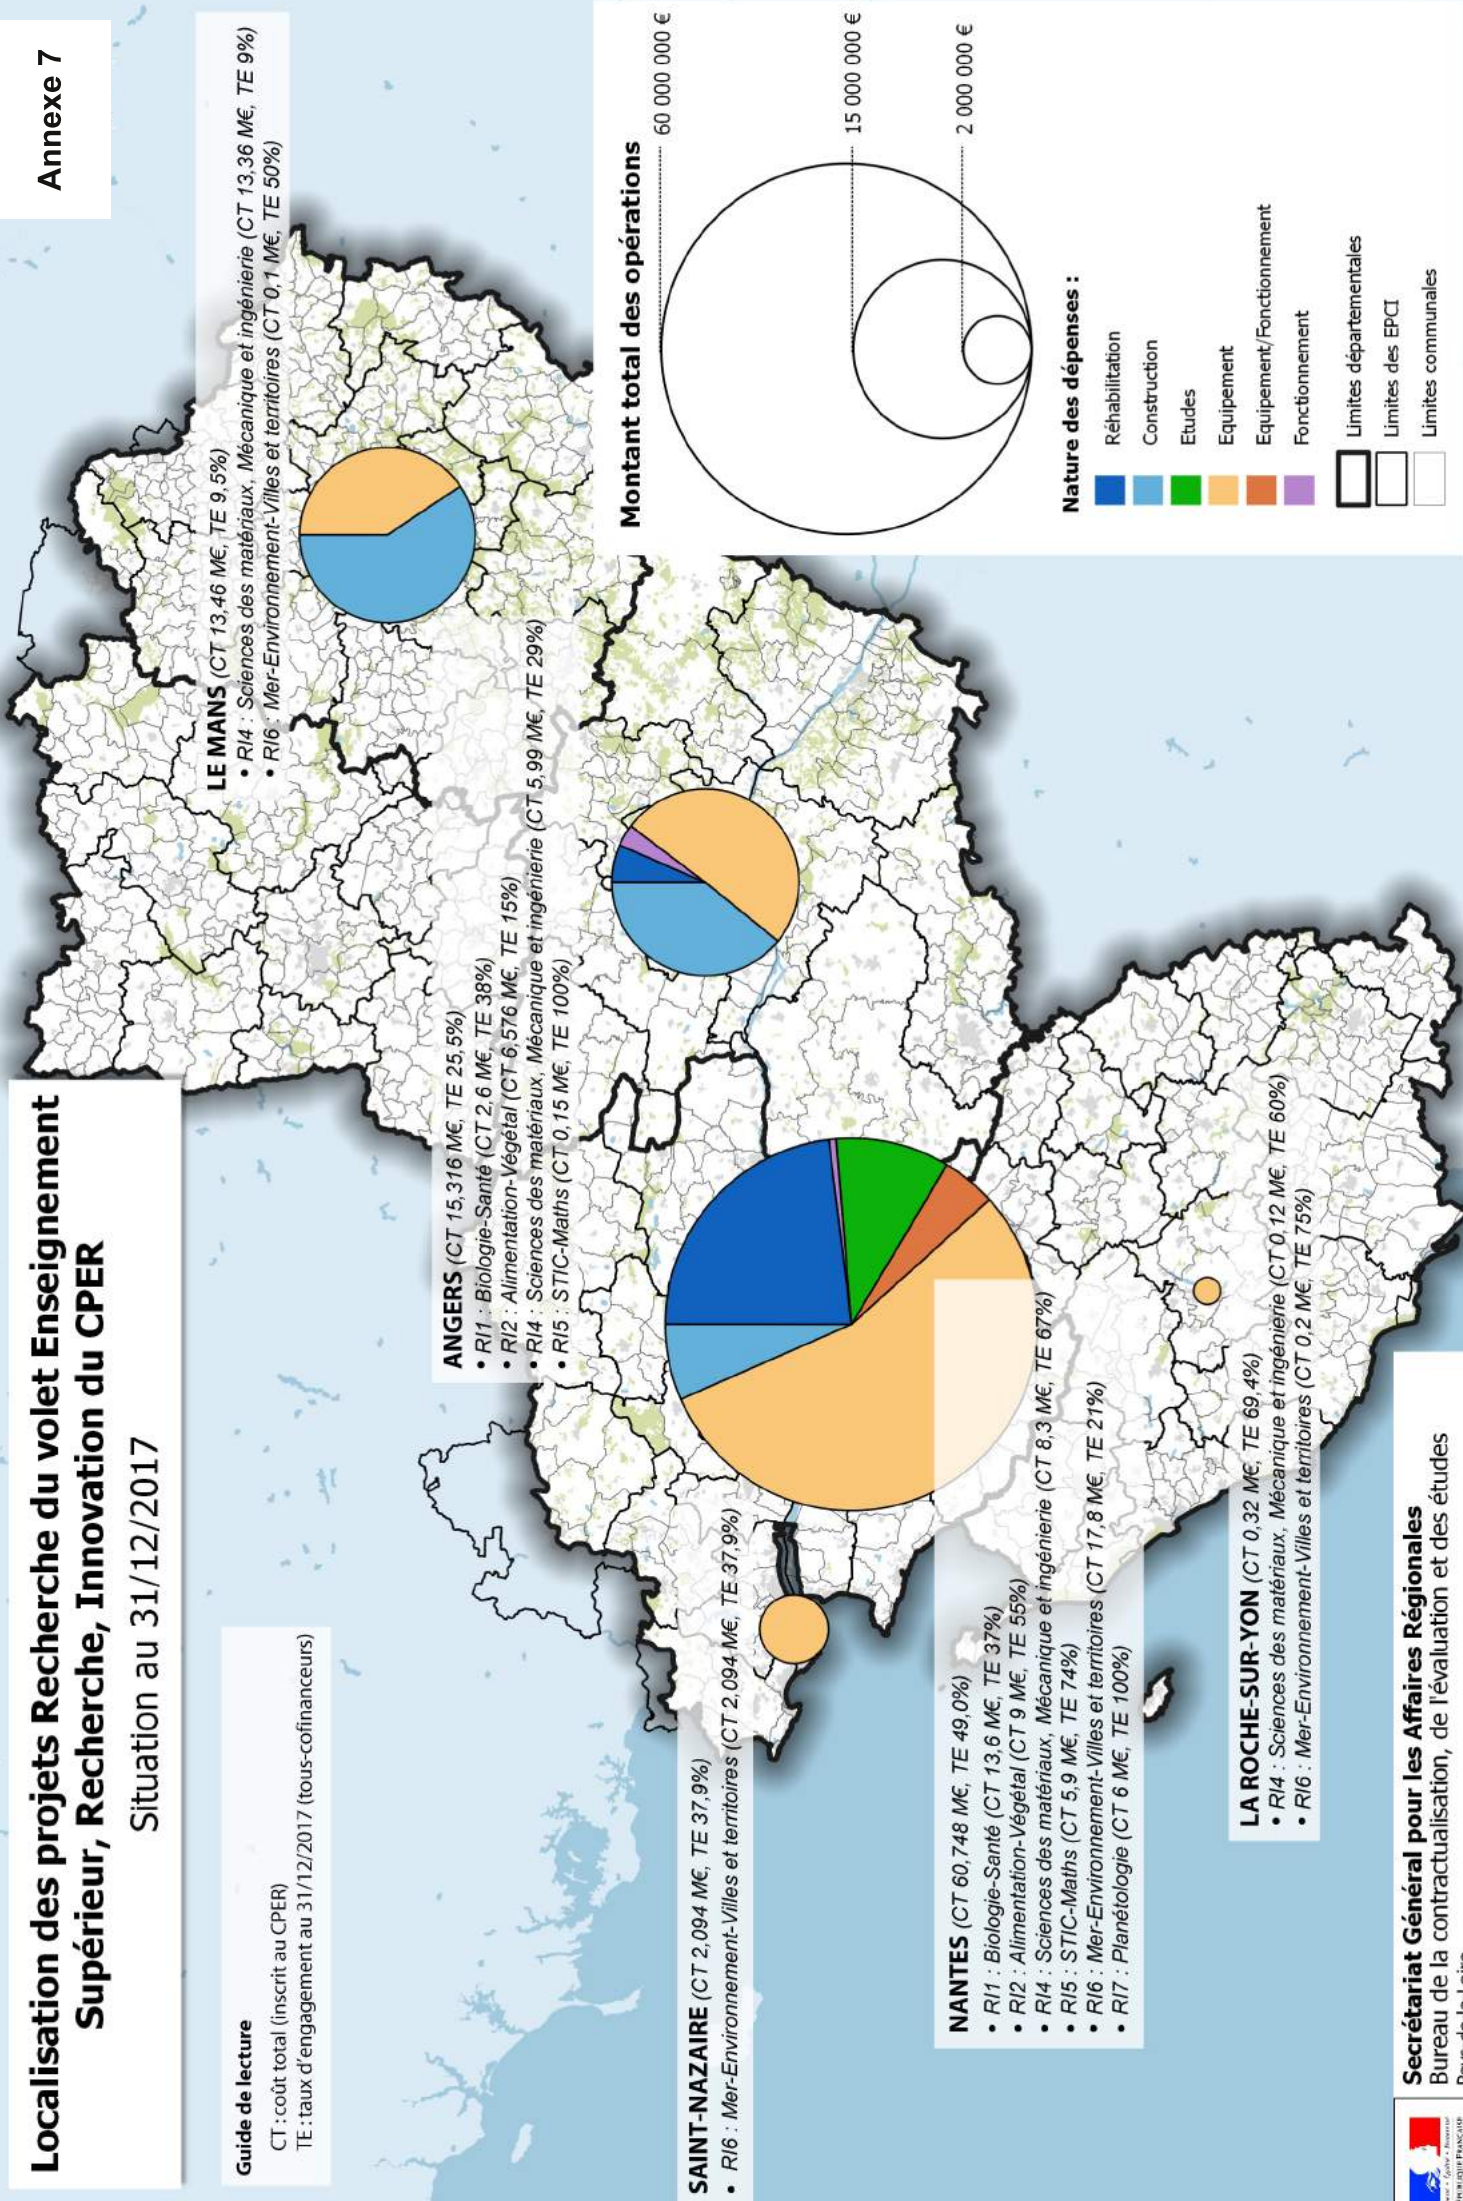 Annexe 7
Localisation des projets Recherche du volet Enseignement
Supérieur, Recherche, Innovation du CPER
Situation au 31/12/2017
Guide de lecture
CT : coût total (inscrit au CPER)
TE : taux d'engagement au 31/12/2017 (tous-cofinanceurs)
LE MANS (CT 13,46 M€, TE 9,5%)
• RI4 : Sciences des matériaux, Mécanique et ingénierie (CT 13,36 M€, TE 9%)
• RI6 : Mer-Environnement-Villes et territoires (CT 0,1 M€, TE 50%)
ANGERS (CT 15,316 M€, TE 25,5%)
• RI1 : Biologie-Santé (CT 2,6 M€, TE 38%)
• RI2 : Alimentation-Végétal (CT 6,576 M€, TE 15%)
• RI4 : Sciences des matériaux, Mécanique et ingénierie (CT 5,99 M€, TE 29%)
• RI5 : STIC-Maths (CT 0,15 M€, TE 100%)
SAINT-NAZAIRE (CT 2,094 M€, TE 37,9%)
• RI6 : Mer-Environnement-Villes et territoires (CT 2,094 M€, TE 37,9%)
NANTES (CT 60,748 M€, TE 49,0%)
• RI1 : Biologie-Santé (CT 13,6 M€, TE 37%)
• RI2 : Alimentation-Végétal (CT 9 M€, TE 55%)
• RI4 : Sciences des matériaux, Mécanique et ingénierie (CT 8,3 M€, TE 67%)
• RI5 : STIC-Maths (CT 5,9 M€, TE 74%)
• RI6 : Mer-Environnement-Villes et territoires (CT 17,8 M€, TE 21%)
• RI7 : Planétologie (CT 6 M€, TE 100%)
LA ROCHE-SUR-YON (CT 0,32 M€, TE 69,4%)
• RI4 : Sciences des matériaux, Mécanique et ingénierie (CT 0,12 M€, TE 60%)
• RI6 : Mer-Environnement-Villes et territoires (CT 0,2 M€, TE 75%)
Montant total des opérations
60 000 000 €
15 000 000 €
2 000 000 €
Nature des dépenses :
Réhabilitation
Construction
Etudes
Equipement
Equipement/Fonctionnement
Fonctionnement
Limites départementales
Limites des EPCI
Limites communales
Secrétariat Général pour les Affaires Régionales
Bureau de la contractualisation, de l'évaluation et des études
Pays de la Loire
RÉPUBLIQUE FRANÇAISE